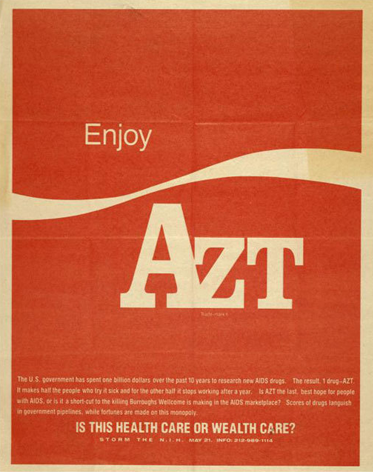 Enjoy
AZT
Trade-mark ®
The U.S. government has spent one billion dollars over the past 10 years to research new AIDS drugs. The result, 1 drug–AZT.
It makes half the people who try it sick and for the other half it stops working after a year. Is AZT the last, best hope for people
with AIDS, or is it a short-cut to the killing Burroughs Wellcome is making in the AIDS marketplace? Scores of drugs languish
in government pipelines, while fortunes are made on this monopoly.
IS THIS HEALTH CARE OR WEALTH CARE?
STORM THE N.I.H. MAY 21, INFO: 212-989-1114